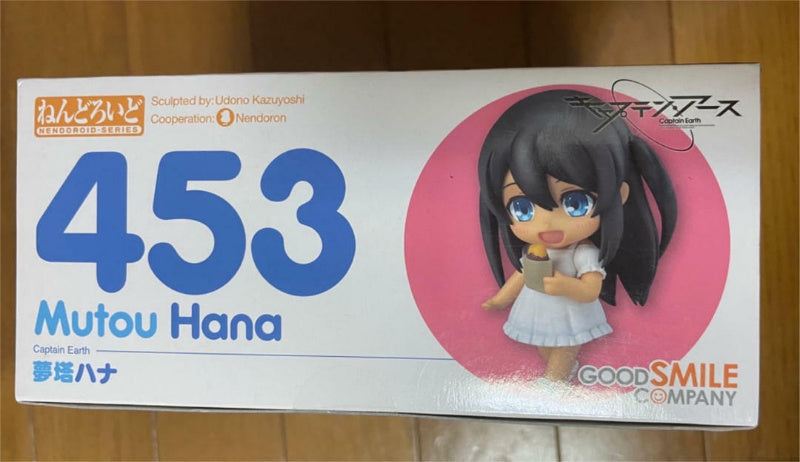 ねんどろいど
NENDOROID-SERIES
Sculpted by: Udono Kazuyoshi
Cooperation: Nendoron
キャプテン・アース
Captain Earth
453
Mutou Hana
Captain Earth
夢塔ハナ
GOOD SMILE
COMPANY